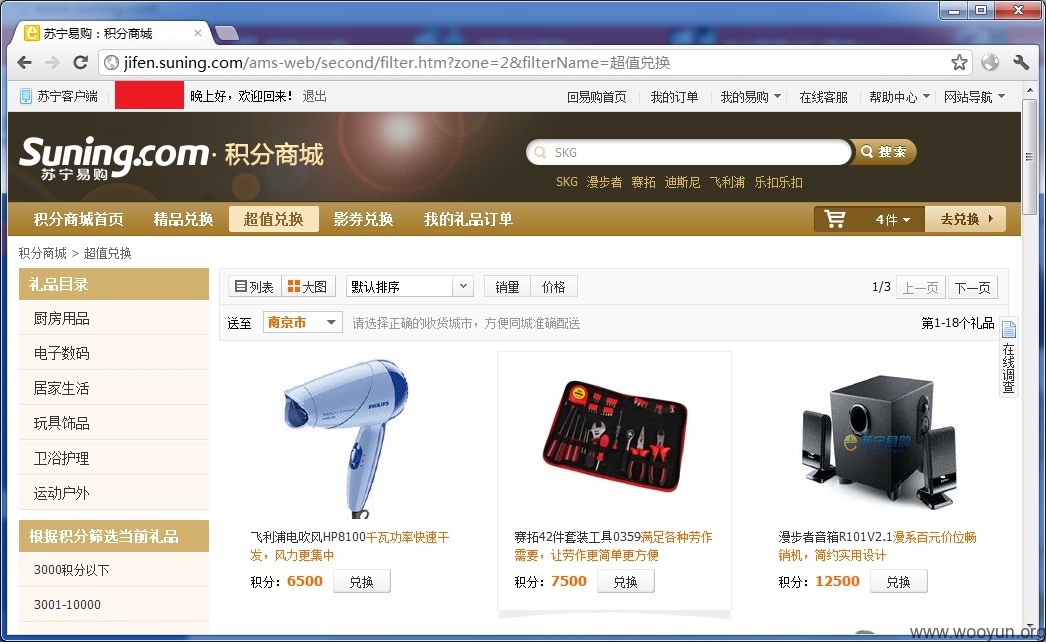 苏宁易购：积分商城
jifen.suning.com/ams-web/second/filter.htm?zone=2&filterName=超值兑换
苏宁客户端
晚上好，欢迎回来！ 退出
回易购首页 我的订单 我的易购 在线客服 帮助中心 网站导航
Suning.com·积分商城
苏宁易购
SKG 搜索
SKG 漫步者 赛拓 迪斯尼 飞利浦 乐扣乐扣
积分商城首页 精品兑换 超值兑换 影券兑换 我的礼品订单 4件 去兑换
积分商城 > 超值兑换
礼品目录
厨房用品
电子数码
居家生活
玩具饰品
卫浴护理
运动户外
根据积分筛选当前礼品
3000积分以下
3001-10000
列表 大图 默认排序 销量 价格 1/3 上一页 下一页
送至 南京市 请选择正确的收货城市，方便同城准确配送 第1-18个礼品
在线调查
PHILIPS
苏宁易购
飞利浦电吹风HP8100千瓦功率快速干
发，风力更集中
积分：6500 兑换
赛拓42件套装工具0359满足各种劳作
需要，让劳作更简单更方便
积分：7500 兑换
漫步者音箱R101V2.1漫系百元价位畅
销机，简约实用设计
积分：12500 兑换
www.wooyun.org